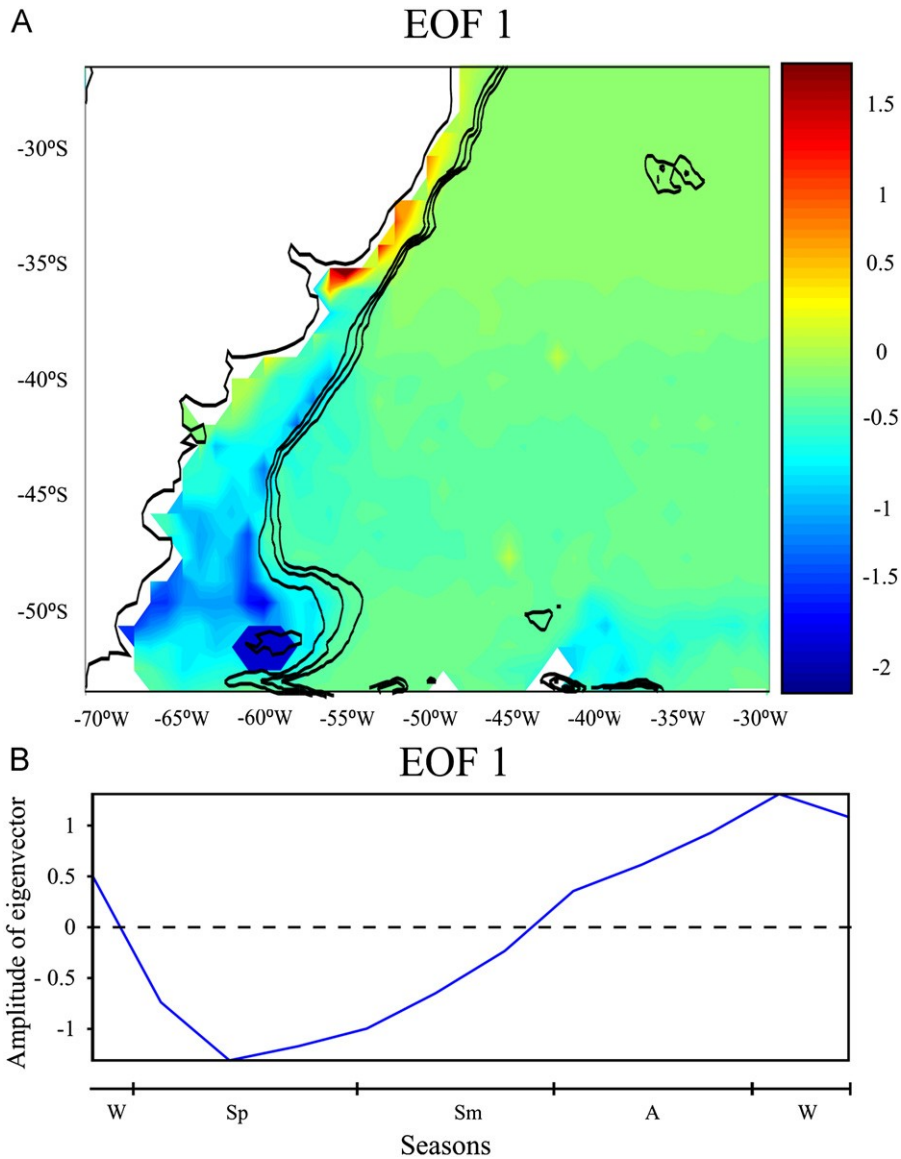 A
EOF 1
-30ºS
-35ºS
-40ºS
-45ºS
-50ºS
-70ºW -65ºW -60ºW -55ºW -50ºW -45ºW -40ºW -35ºW -30ºW
1.5
1
0.5
0
-0.5
-1
-1.5
-2
B
EOF 1
Amplitude of eigenvector
1
0.5
0
- 0.5
-1
W Sp Sm A W
Seasons